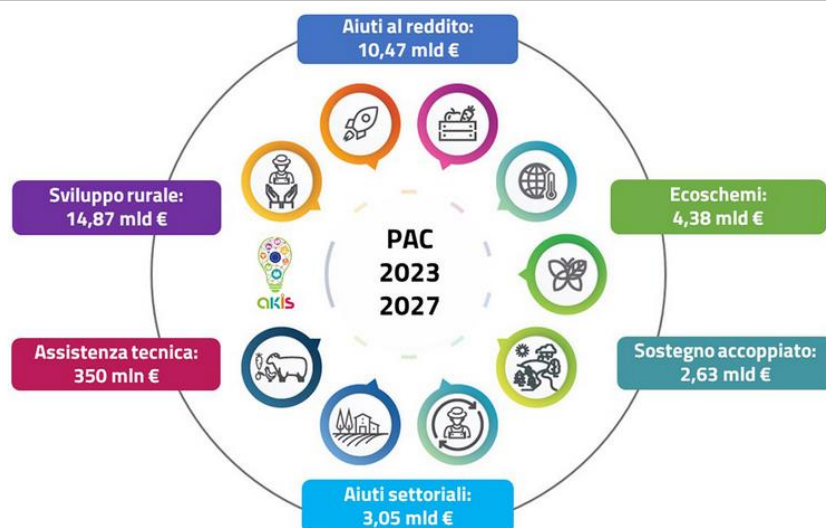 Aiuti al reddito:
10,47 mld €
Sviluppo rurale:
14,87 mld €
Ecoschemi:
4,38 mld €
PAC
2023
2027
akis
Assistenza tecnica:
350 mln €
Sostegno accoppiato:
2,63 mld €
Aiuti settoriali:
3,05 mld €